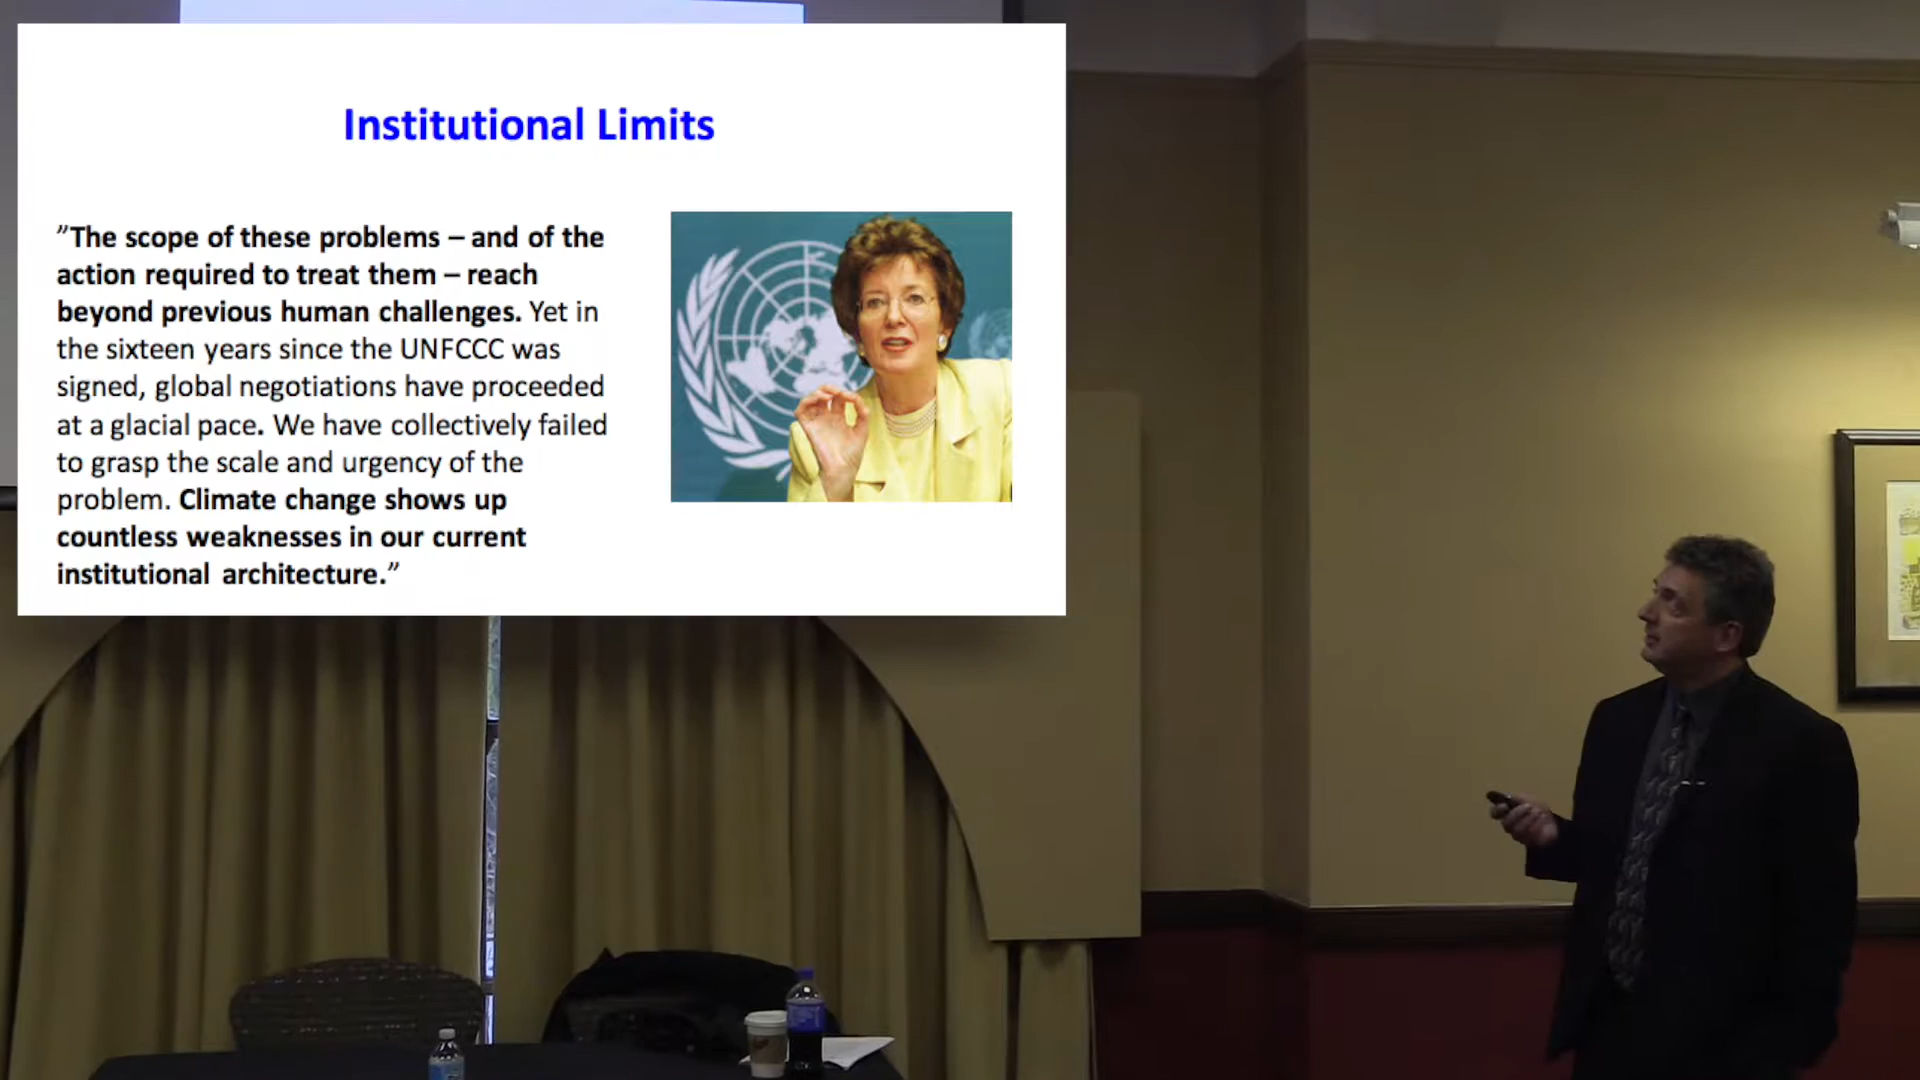 Institutional Limits
”The scope of these problems – and of the
action required to treat them – reach
beyond previous human challenges. Yet in
the sixteen years since the UNFCCC was
signed, global negotiations have proceeded
at a glacial pace. We have collectively failed
to grasp the scale and urgency of the
problem. Climate change shows up
countless weaknesses in our current
institutional architecture.”